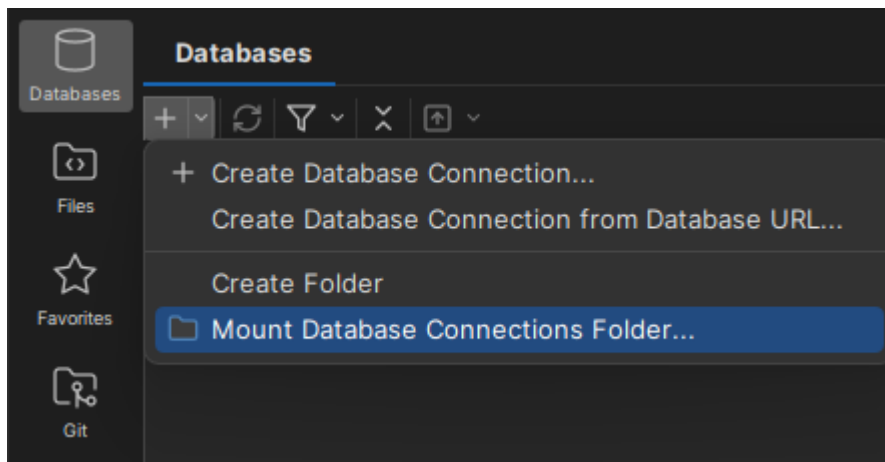 Databases
Databases
Files
Favorites
Git
Create Database Connection...
Create Database Connection from Database URL...
Create Folder
Mount Database Connections Folder...